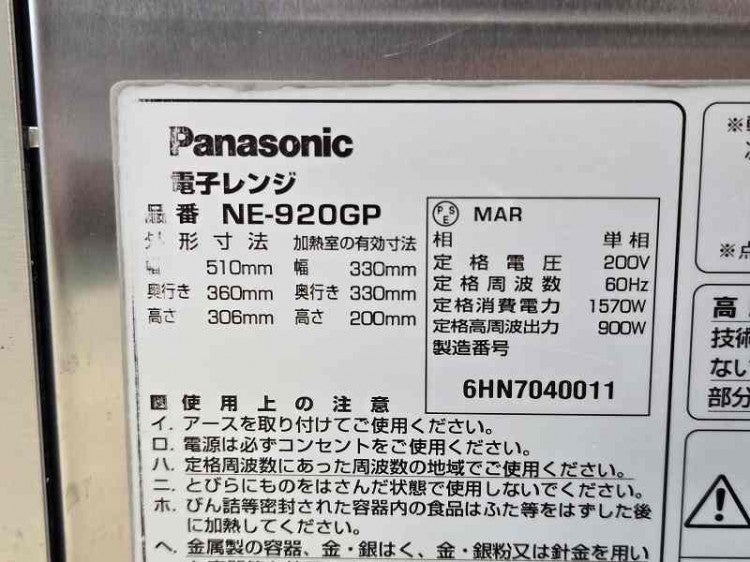 Panasonic
電子レンジ
品番 NE-920GP
外形寸法 加熱室の有効寸法
幅 510mm 幅 330mm
奥行き 360mm 奥行き 330mm
高さ 306mm 高さ 200mm
PSE MAR
相 単相
定格電圧 200V
定格周波数 60Hz
定格消費電力 1570W
定格高周波出力 900W
製造番号
6HN7040011
使用上の注意
イ. アースを取り付けてご使用ください。
ロ. 電源は必ずコンセントをご使用ください。
ハ. 定格周波数にあった周波数の地域でご使用ください。
ニ. とびらにものをはさんだ状態で使用しないでください。
ホ. びん詰等密封された容器内の食品はふた等をはずした後
に加熱してください。
ヘ. 金属製の容器、金・銀はく、金・銀粉又は針金を用い
※点
高
技術
ない
部分